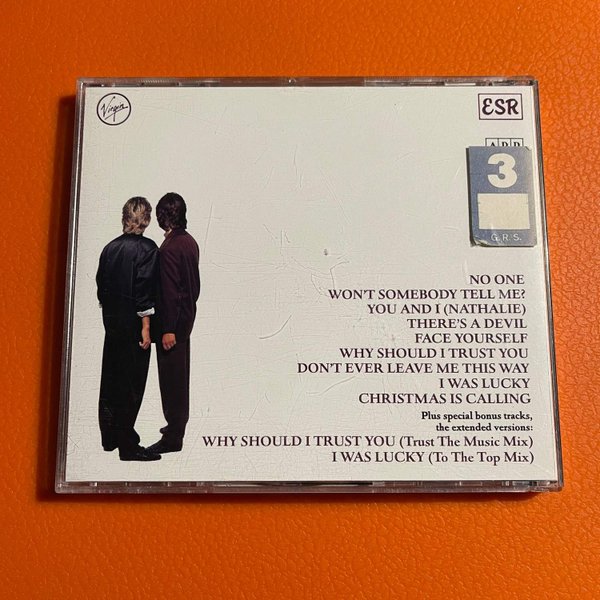 Virgin
ESR
3
G.R.S.
NO ONE
WON'T SOMEBODY TELL ME?
YOU AND I (NATHALIE)
THERE'S A DEVIL
FACE YOURSELF
WHY SHOULD I TRUST YOU
DON'T EVER LEAVE ME THIS WAY
I WAS LUCKY
CHRISTMAS IS CALLING
Plus special bonus tracks,
the extended versions:
WHY SHOULD I TRUST YOU (Trust The Music Mix)
I WAS LUCKY (To The Top Mix)